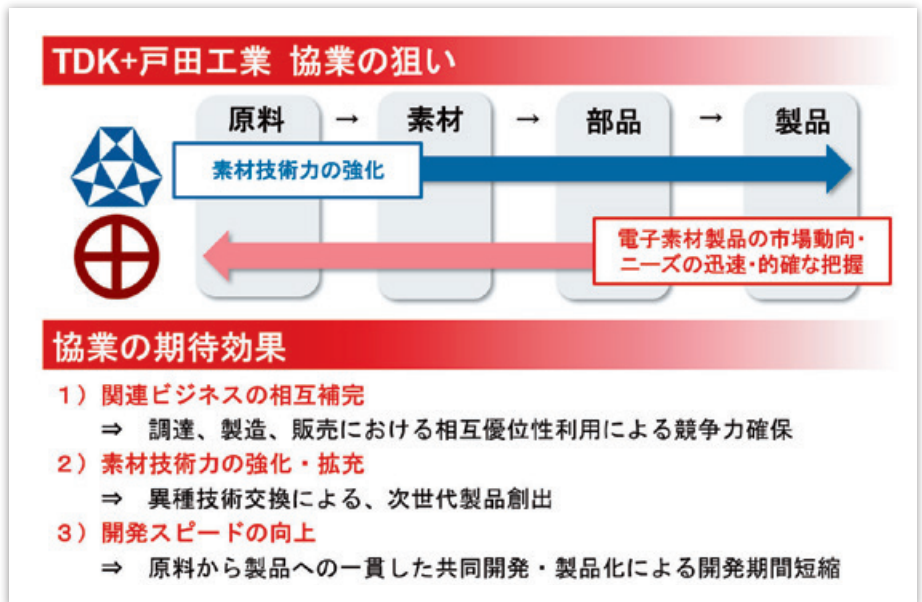 TDK+戸田工業 協業の狙い
原料 → 素材 → 部品 → 製品
素材技術力の強化
電子素材製品の市場動向・
ニーズの迅速・的確な把握
協業の期待効果
1）関連ビジネスの相互補完
⇒ 調達、製造、販売における相互優位性利用による競争力確保
2）素材技術力の強化・拡充
⇒ 異種技術交換による、次世代製品創出
3）開発スピードの向上
⇒ 原料から製品への一貫した共同開発・製品化による開発期間短縮